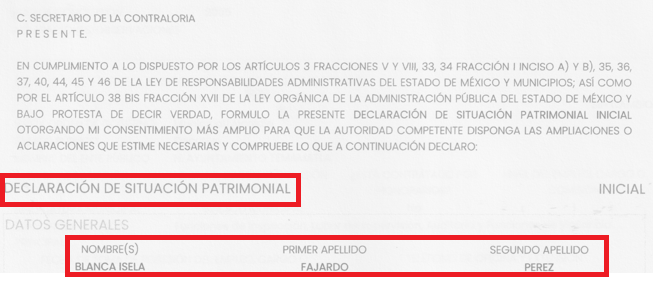 C. SECRETARIO DE LA CONTRALORIA
P R E S E N T E.
EN CUMPLIMIENTO A LO DISPUESTO POR LOS ARTÍCULOS 3 FRACCIONES V Y VIII, 33, 34 FRACCIÓN I INCISO A) Y B), 35, 36,
37, 40, 44, 45 Y 46 DE LA LEY DE RESPONSABILIDADES ADMINISTRATIVAS DEL ESTADO DE MÉXICO Y MUNICIPIOS; ASÍ COMO
POR EL ARTÍCULO 38 BIS FRACCIÓN XVII DE LA LEY ORGÁNICA DE LA ADMINISTRACIÓN PÚBLICA DEL ESTADO DE MÉXICO Y
BAJO PROTESTA DE DECIR VERDAD, FORMULO LA PRESENTE DECLARACIÓN DE SITUACIÓN PATRIMONIAL INICIAL
OTORGANDO MI CONSENTIMIENTO MÁS AMPLIO PARA QUE LA AUTORIDAD COMPETENTE DISPONGA LAS AMPLIACIONES O
ACLARACIONES QUE ESTIME NECESARIAS Y COMPRUEBE LO QUE A CONTINUACIÓN DECLARO:
DECLARACIÓN DE SITUACIÓN PATRIMONIAL INICIAL
DATOS GENERALES
NOMBRE(S) PRIMER APELLIDO SEGUNDO APELLIDO
BLANCA ISELA FAJARDO PEREZ